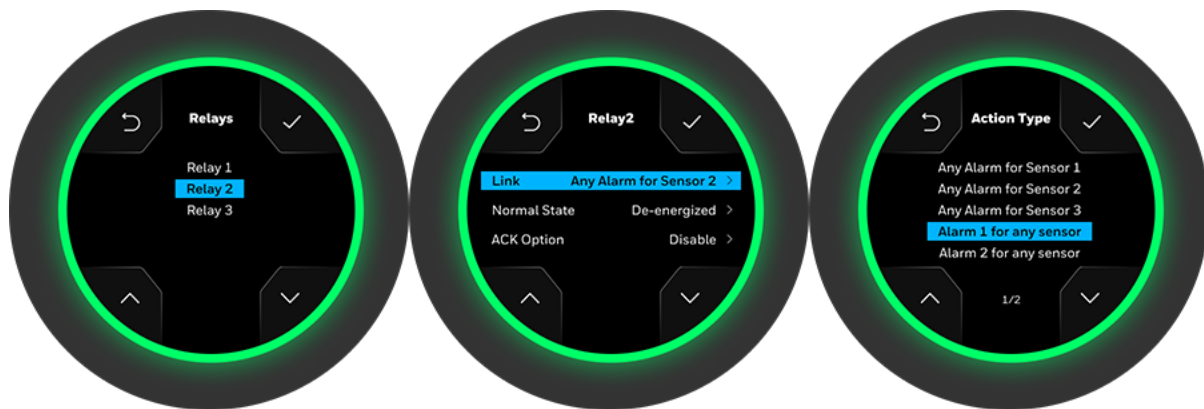 Relays
Relay 1
Relay 2
Relay 3
Relay2
Link Any Alarm for Sensor 2 >
Normal State De-energized >
ACK Option Disable >
Action Type
Any Alarm for Sensor 1
Any Alarm for Sensor 2
Any Alarm for Sensor 3
Alarm 1 for any sensor
Alarm 2 for any sensor
1/2